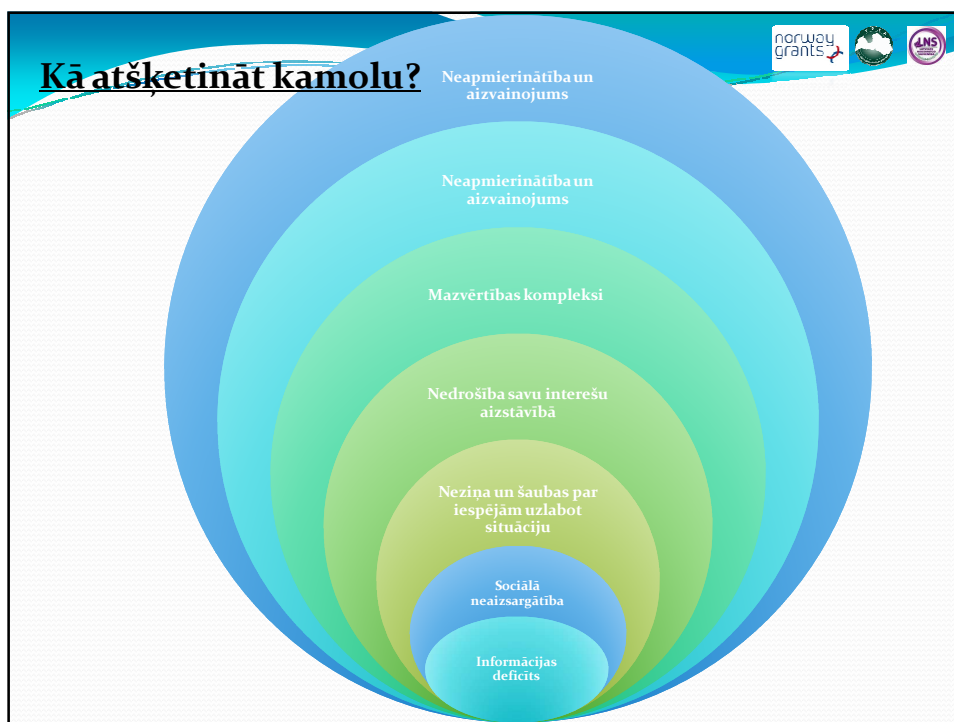 norway
grants
LNS
Kā atšķetināt kamolu?
Neapmierinātība un
aizvainojums
Neapmierinātība un
aizvainojums
Mazvērtības kompleksi
Nedrošība savu interešu
aizstāvībā
Neziņa un šaubas par
iespējām uzlabot
situāciju
Sociālā
neaizsargātība
Informācijas
deficīts